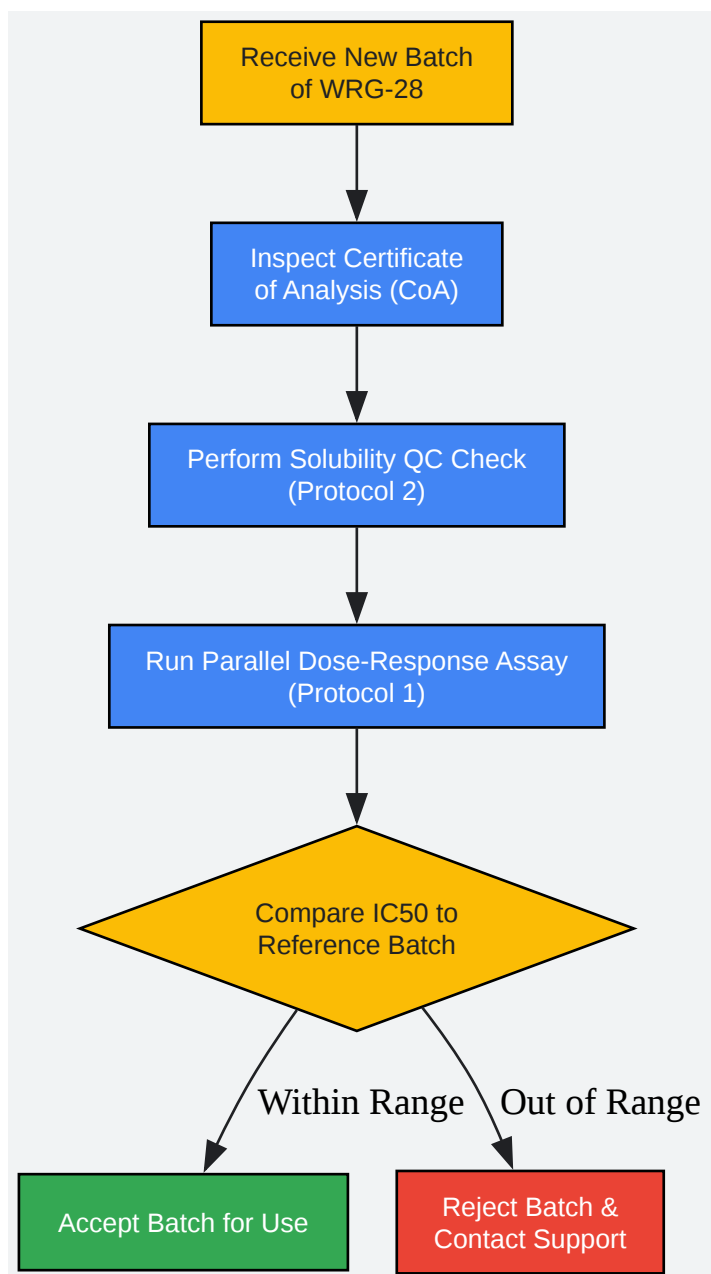 Receive New Batch
of WRG-28
Inspect Certificate
of Analysis (CoA)
Perform Solubility QC Check
(Protocol 2)
Run Parallel Dose-Response Assay
(Protocol 1)
Compare IC50 to
Reference Batch
Within Range
Out of Range
Accept Batch for Use
Reject Batch &
Contact Support